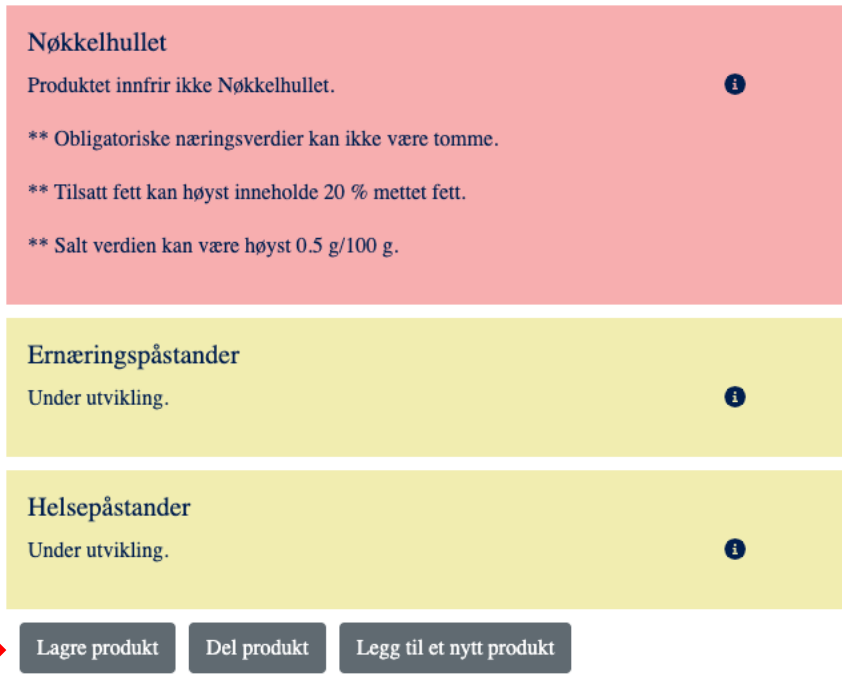 Nøkkelhullet
Produktet innfrir ikke Nøkkelhullet.
** Obligatoriske næringsverdier kan ikke være tomme.
** Tilsatt fett kan høyst inneholde 20 % mettet fett.
** Salt verdien kan være høyst 0.5 g/100 g.
Ernæringspåstander
Under utvikling.
Helsepåstander
Under utvikling.
Lagre produkt Del produkt Legg til et nytt produkt